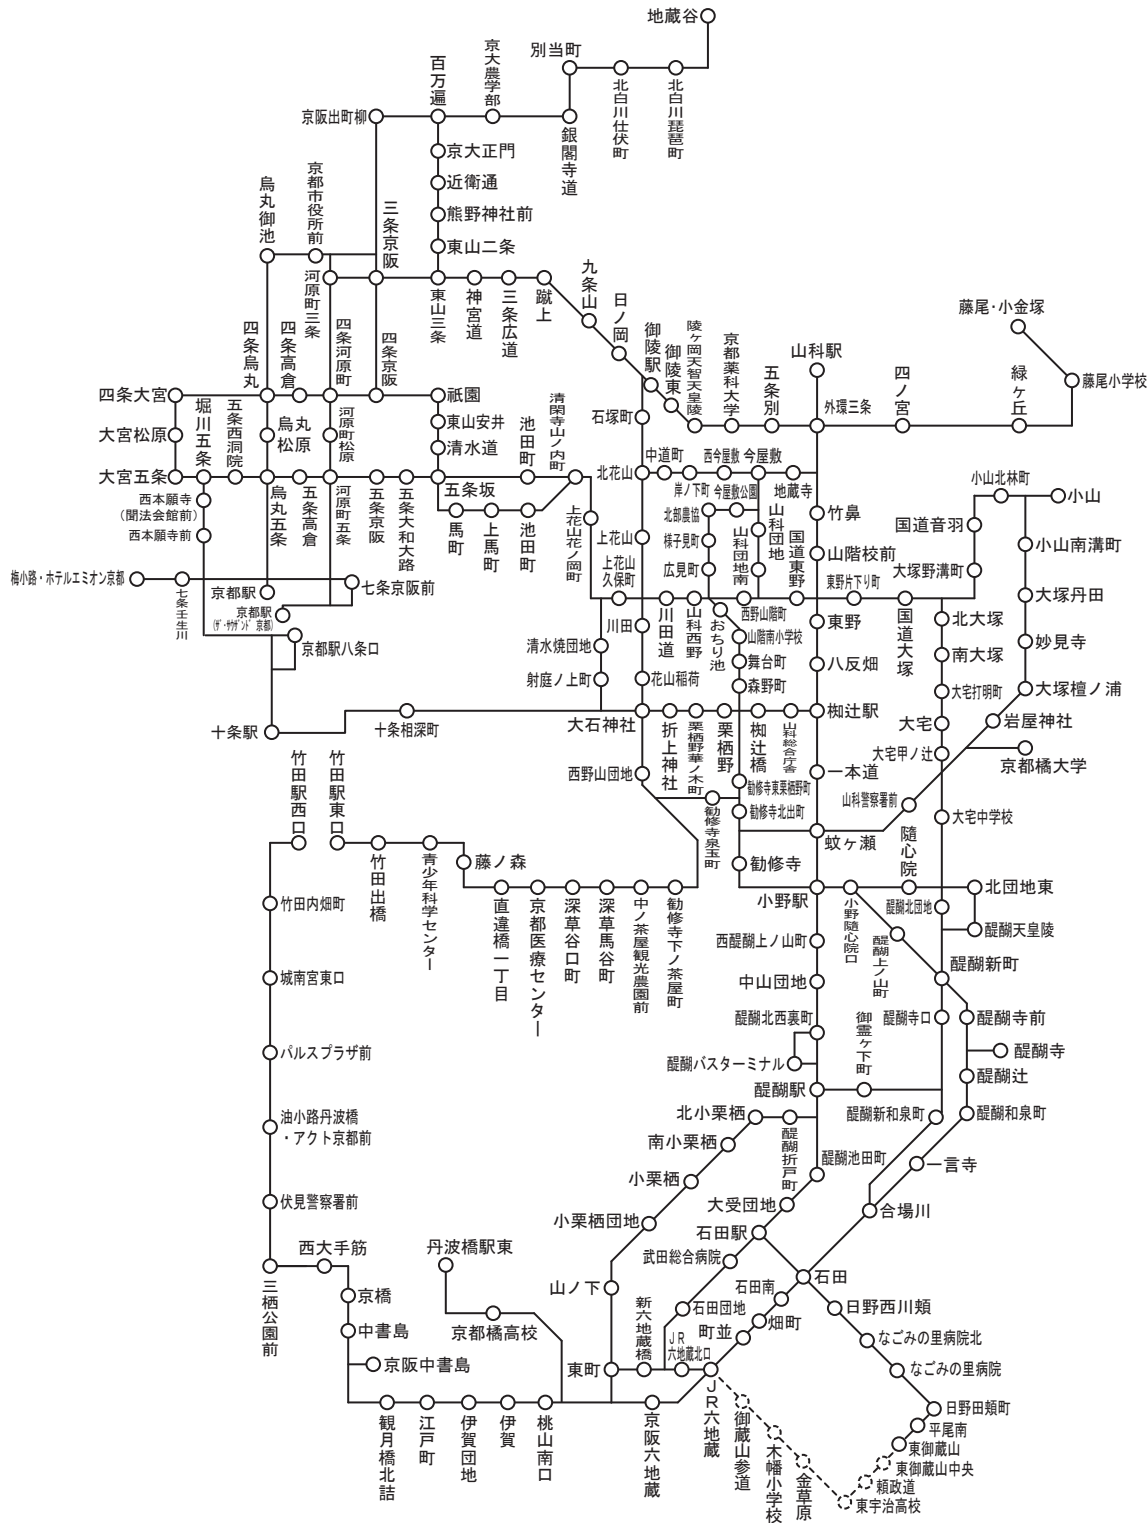 地蔵谷
別当町
京大農学部
百万遍
京阪出町柳
北白川仕伏町
北白川琵琶町
銀閣寺道
京大正門
近衛通
熊野神社前
東山二条
烏丸御池
京都市役所前
三条京阪
河原町三条
東山三条
神宮道
三条広道
蹴上
九条山
日ノ岡
御陵駅
御陵東
陵ヶ岡天智天皇陵
京都薬科大学
五条別
山科駅
外環三条
四ノ宮
緑ヶ丘
藤尾・小金塚
藤尾小学校
四条烏丸
四条高倉
四条河原町
四条京阪
四条大宮
祇園
大宮松原
堀川五条
五条西洞院
烏丸
松原
河原町松原
東山安井
清水道
池田町
清閑寺山ノ内町
石塚町
大宮五条
西本願寺
(聞法会館前)
西本願寺前
烏丸五条
五条高倉
河原町五条
五条京阪
五条大和大路
五条坂
馬町
上馬町
池田町
上花山花ノ岡町
北花山
中道町
西今屋敷
今屋敷
地蔵寺
岸ノ下町
今屋敷公園
北部農協
様子見町
広見町
山科団地
山科団地南
国道東野
竹鼻
山階校前
東野片下り町
国道音羽
大塚野溝町
小山北林町
小山
小山南溝町
大塚丹田
妙見寺
大塚檀ノ浦
岩屋神社
京都橘大学
上花山
上花山
久保町
梅小路・ホテルエミオン京都
七条壬生川
京都駅
京都駅
(ザ・サウザンド 京都)
七条京阪前
京都駅八条口
川田
川田道
山科西野
おちり池
西野山階町
山階南小学校
舞台町
森野町
東野
八反畑
国道大塚
北大塚
南大塚
大宅打明町
大宅
大宅甲ノ辻
大宅中学校
清水焼団地
射庭ノ上町
花山稲荷
十条駅
十条相深町
大石神社
折上神社
栗栖野華ノ木町
栗栖野
椥辻橋
山科総合庁舎
椥辻駅
一本道
山科警察署前
西野山団地
勧修寺東栗栖野町
勧修寺北出町
勧修寺泉玉町
蚊ヶ瀬
勧修寺
竹田駅西口
竹田駅東口
竹田出橋
青少年科学センター
藤ノ森
直違橋一丁目
京都医療センター
深草谷口町
深草馬谷町
中ノ茶屋観光農園前
勧修寺下ノ茶屋町
小野駅
小野随心院口
隨心院
北団地東
醍醐北団地
醍醐天皇陵
醍醐上ノ山町
醍醐新町
竹田内畑町
城南宮東口
パルスプラザ前
油小路丹波橋
・アクト京都前
伏見警察署前
三栖公園前
西醍醐上ノ山町
中山団地
醍醐北西裏町
醍醐バスターミナル
御霊ヶ下町
醍醐寺口
醍醐寺前
醍醐寺
醍醐辻
醍醐駅
醍醐新和泉町
醍醐和泉町
北小栗栖
南小栗栖
小栗栖
小栗栖団地
醍醐折戸町
醍醐池田町
一言寺
合場川
大受団地
石田駅
武田総合病院
石田南
石田
石田団地
町並
畑町
日野西川頬
なごみの里病院北
なごみの里病院
日野田頬町
平尾南
東御蔵山
東御蔵山中央
頼政道
東宇治高校
西大手筋
京橋
中書島
京阪中書島
丹波橋駅東
京都橘高校
山ノ下
新六地蔵橋
JR
六地蔵北口
東町
観月橋北詰
江戸町
伊賀団地
伊賀
桃山南口
京阪六地蔵
JR六地蔵
御蔵山参道
木幡小学校
金草原